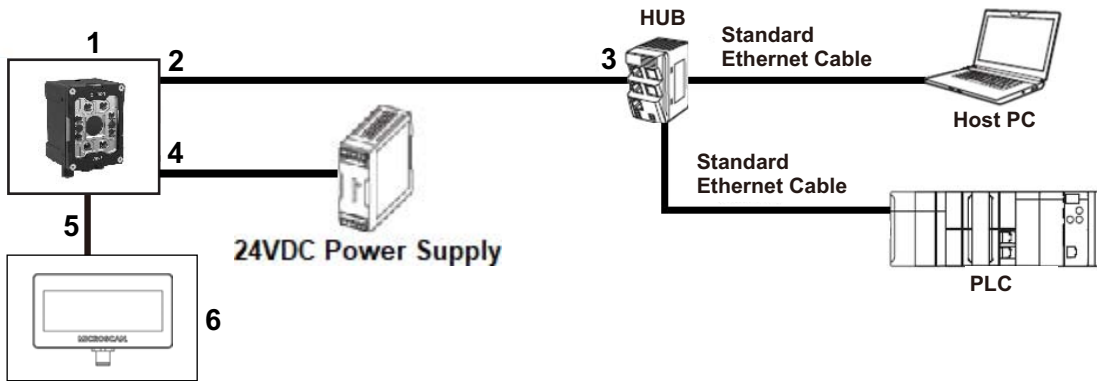 HUB
1
2
3
Standard
Ethernet Cable
Host PC
4
24VDC Power Supply
Standard
Ethernet Cable
PLC
5
MICROSCAN.
6